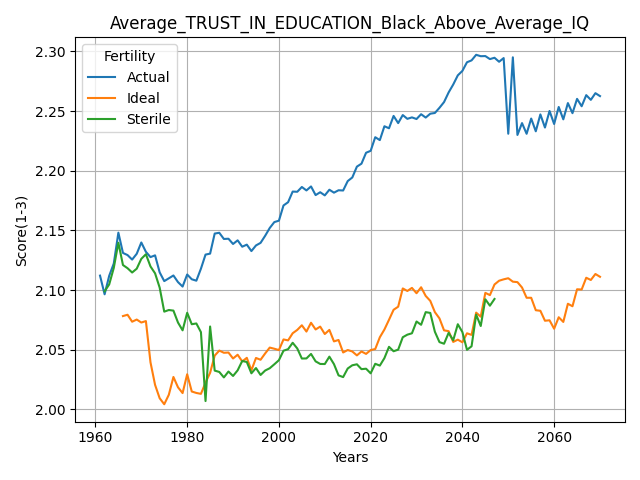 Average_TRUST_IN_EDUCATION_Black_Above_Average_IQ
Fertility
Actual
Ideal
Sterile
Score(1-3)
2.30
2.25
2.20
2.15
2.10
2.05
2.00
1960
1980
2000
2020
2040
2060
Years